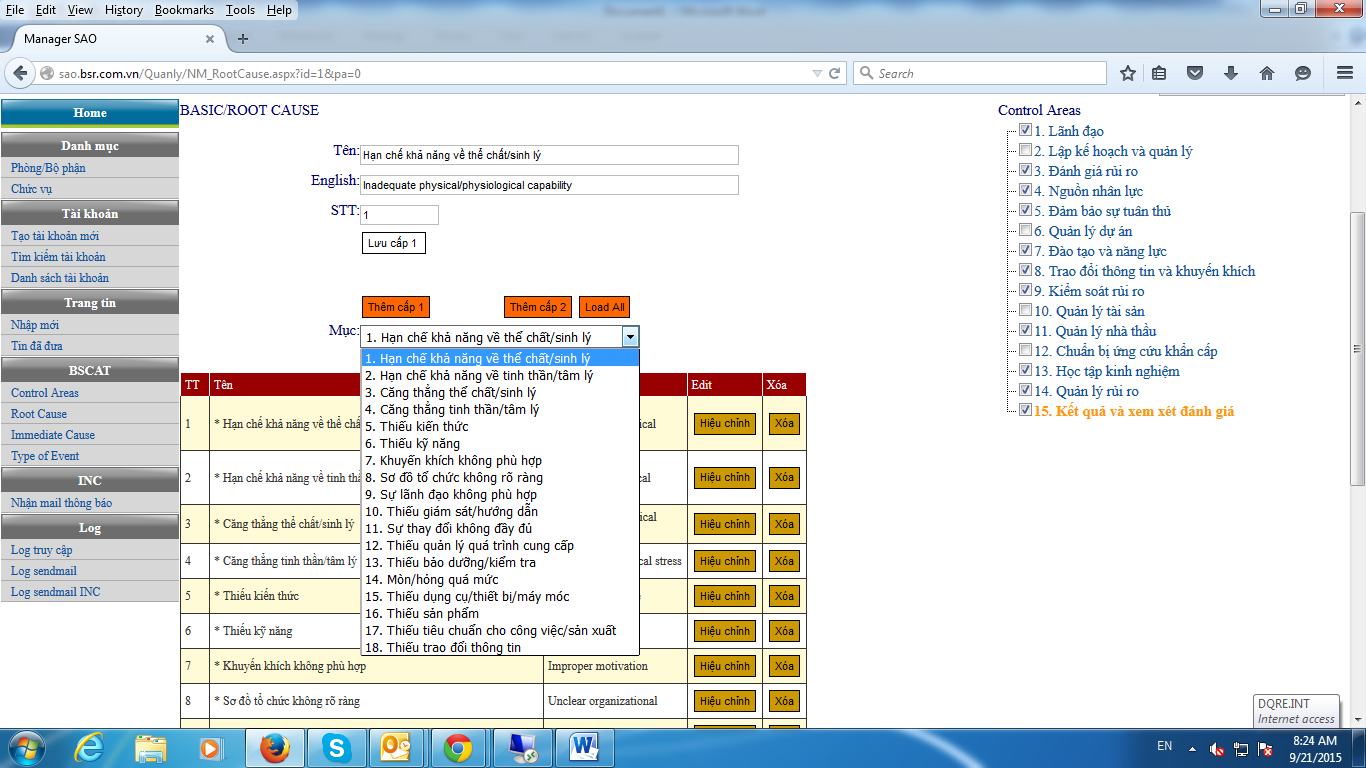 File Edit View History Bookmarks Tools Help
Manager SAO
sao.bsr.com.vn/Quanly/NM_RootCause.aspx?id=1&pa=0
Search
Home
Danh mục
Phòng/Bộ phận
Chức vụ
Tài khoản
Tạo tài khoản mới
Tìm kiếm tài khoản
Danh sách tài khoản
Trang tin
Nhập mới
Tin đã đưa
BSCAT
Control Areas
Root Cause
Immediate Cause
Type of Event
INC
Nhận mail thông báo
Log
Log truy cập
Log sendmail
Log sendmail INC
BASIC/ROOT CAUSE
Tên: Hạn chế khả năng về thể chất/sinh lý
English: Inadequate physical/physiological capability
STT: 1
Lưu cấp 1
Thêm cấp 1 Thêm cấp 2 Load All
Mục: 1. Hạn chế khả năng về thể chất/sinh lý
1. Hạn chế khả năng về thể chất/sinh lý
2. Hạn chế khả năng về tinh thần/tâm lý
3. Căng thẳng thể chất/sinh lý
4. Căng thẳng tinh thần/tâm lý
5. Thiếu kiến thức
6. Thiếu kỹ năng
7. Khuyến khích không phù hợp
8. Sơ đồ tổ chức không rõ ràng
9. Sự lãnh đạo không phù hợp
10. Thiếu giám sát/hướng dẫn
11. Sự thay đổi không đầy đủ
12. Thiếu quản lý quá trình cung cấp
13. Thiếu bảo dưỡng/kiểm tra
14. Mòn/hỏng quá mức
15. Thiếu dụng cụ/thiết bị/máy móc
16. Thiếu sản phẩm
17. Thiếu tiêu chuẩn cho công việc/sản xuất
18. Thiếu trao đổi thông tin
TT Tên Edit Xóa
1 * Hạn chế khả năng về thể Hiệu chỉnh Xóa
2 * Hạn chế khả năng về tinh Hiệu chỉnh Xóa
3 * Căng thẳng thể chất/sinh lý Hiệu chỉnh Xóa
4 * Căng thẳng tinh thần/tâm lý cal stress Hiệu chỉnh Xóa
5 * Thiếu kiến thức Hiệu chỉnh Xóa
6 * Thiếu kỹ năng Hiệu chỉnh Xóa
7 * Khuyến khích không phù hợp Improper motivation Hiệu chỉnh Xóa
8 * Sơ đồ tổ chức không rõ ràng Unclear organizational Hiệu chỉnh Xóa
Control Areas
1. Lãnh đạo
2. Lập kế hoạch và quản lý
3. Đánh giá rủi ro
4. Nguồn nhân lực
5. Đảm bảo sự tuân thủ
6. Quản lý dự án
7. Đào tạo và năng lực
8. Trao đổi thông tin và khuyến khích
9. Kiểm soát rủi ro
10. Quản lý tài sản
11. Quản lý nhà thầu
12. Chuẩn bị ứng cứu khẩn cấp
13. Học tập kinh nghiệm
14. Quản lý rủi ro
15. Kết quả và xem xét đánh giá
DQRE.INT
Internet access
EN
8:24 AM
9/21/2015